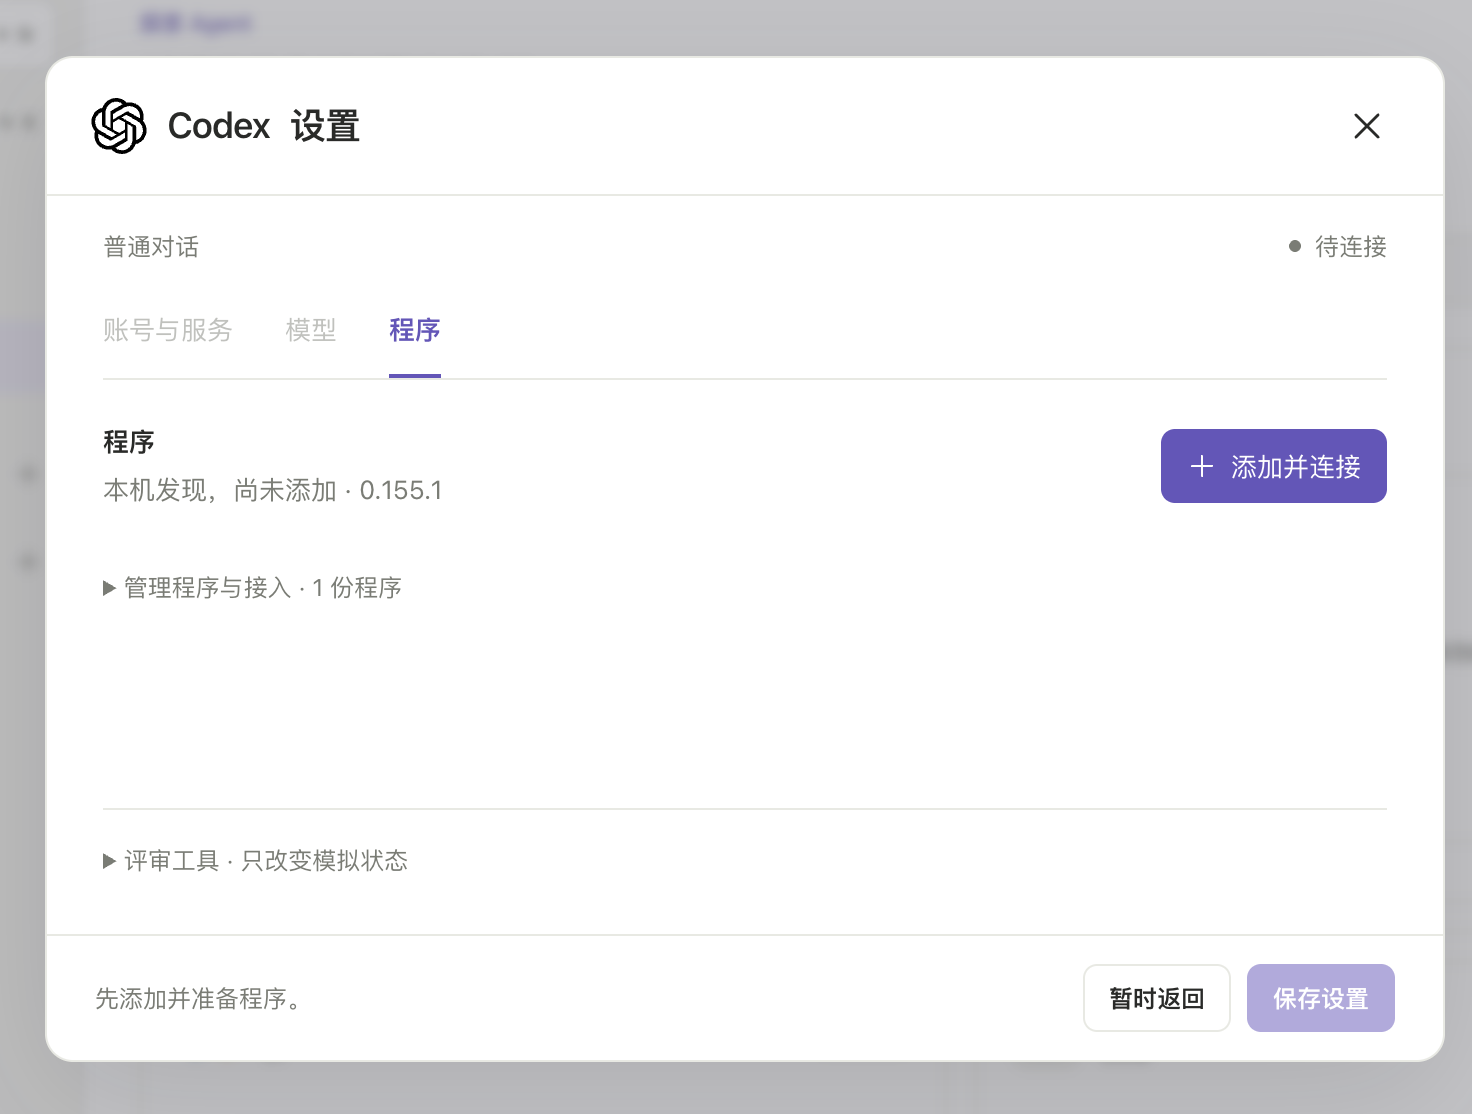 Codex 设置
普通对话
待连接
账号与服务 模型 程序
程序
本机发现，尚未添加 · 0.155.1
添加并连接
管理程序与接入 · 1 份程序
评审工具 · 只改变模拟状态
先添加并准备程序。
暂时返回
保存设置